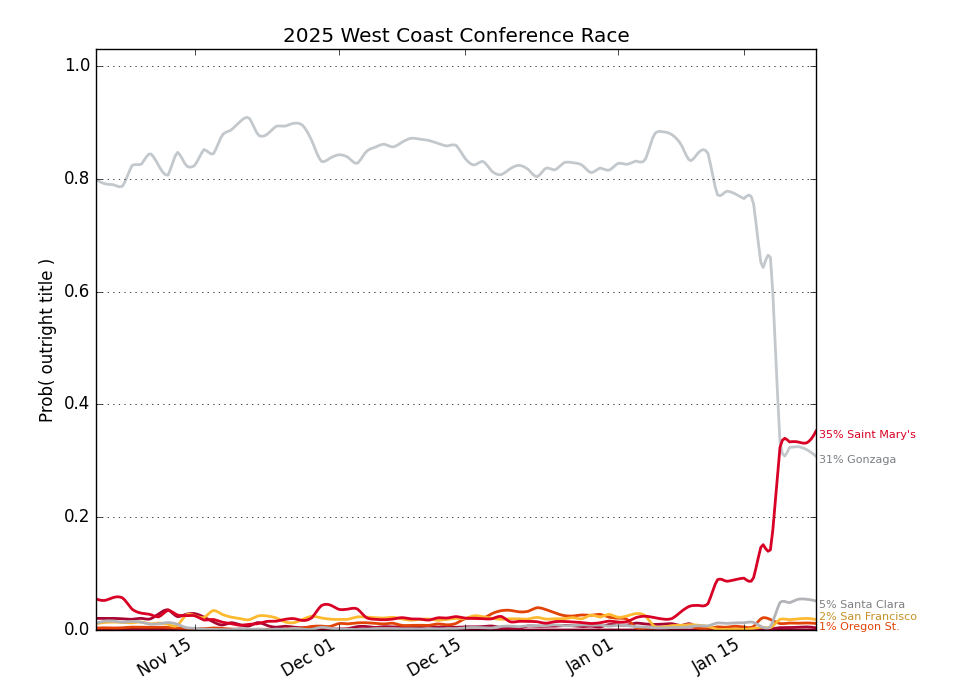 2025 West Coast Conference Race
Prob( outright title )
1.0
0.8
0.6
0.4
0.2
0.0
35% Saint Mary's
31% Gonzaga
5% Santa Clara
2% San Francisco
1% Oregon St.
Nov 15
Dec 01
Dec 15
Jan 01
Jan 15